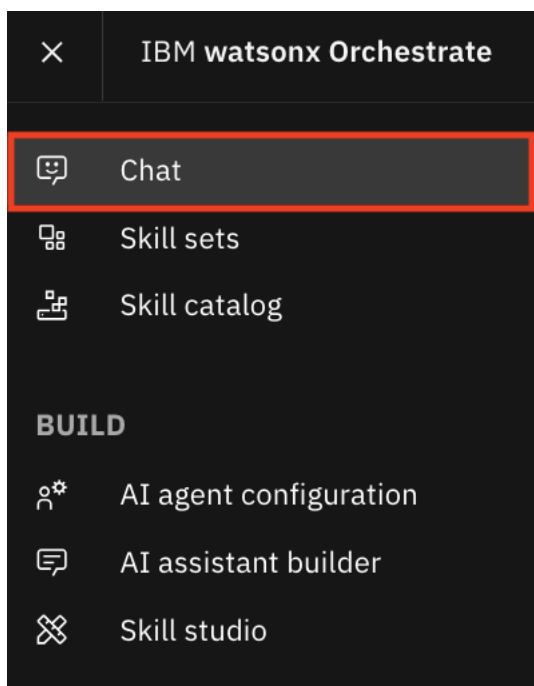 IBM watsonx Orchestrate
Chat
Skill sets
Skill catalog
BUILD
AI agent configuration
AI assistant builder
Skill studio